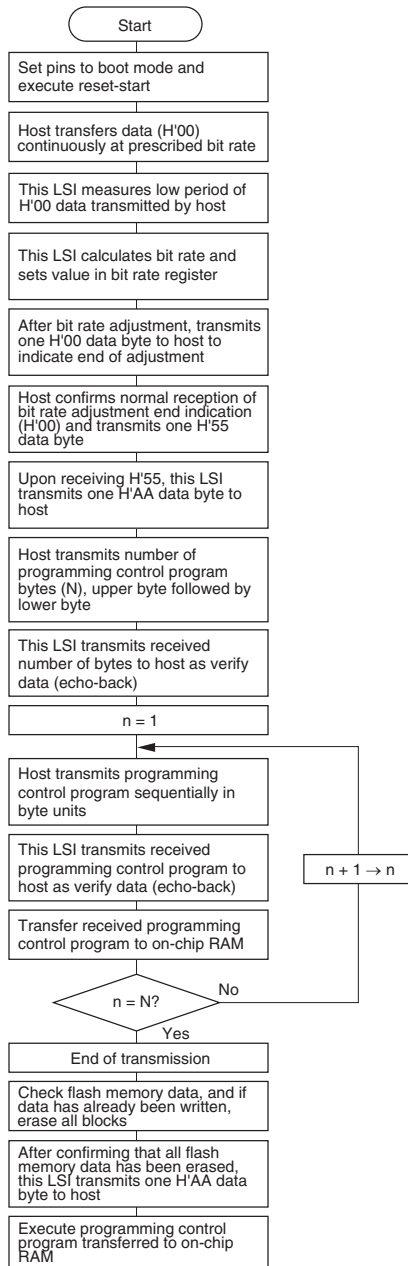 Start
Set pins to boot mode and
execute reset-start
Host transfers data (H'00)
continuously at prescribed bit rate
This LSI measures low period of
H'00 data transmitted by host
This LSI calculates bit rate and
sets value in bit rate register
After bit rate adjustment, transmits
one H'00 data byte to host to
indicate end of adjustment
Host confirms normal reception of
bit rate adjustment end indication
(H'00) and transmits one H'55
data byte
Upon receiving H'55, this LSI
transmits one H'AA data byte to
host
Host transmits number of
programming control program
bytes (N), upper byte followed by
lower byte
This LSI transmits received
number of bytes to host as verify
data (echo-back)
n = 1
Host transmits programming
control program sequentially in
byte units
This LSI transmits received
programming control program to
host as verify data (echo-back)
n + 1 → n
Transfer received programming
control program to on-chip RAM
n = N?
No
Yes
End of transmission
Check flash memory data, and if
data has already been written,
erase all blocks
After confirming that all flash
memory data has been erased,
this LSI transmits one H'AA data
byte to host
Execute programming control
program transferred to on-chip
RAM